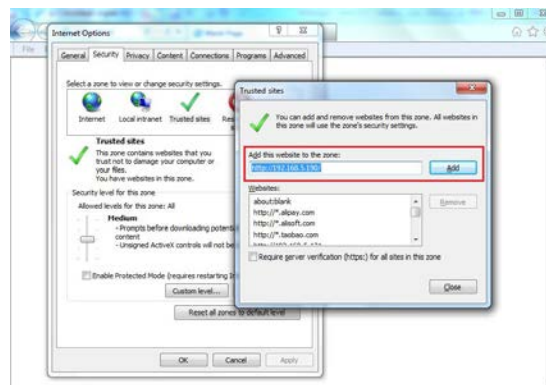 Internet Options
General Security Privacy Content Connections Programs Advanced
Select a zone to view or change security settings.
Internet Local intranet Trusted sites
Trusted sites
This zone contains websites that you
trust not to damage your computer or
your files.
You have websites in this zone.
Security level for this zone
Allowed levels for this zone: All
Medium
- Prompts before downloading
content
- Unsigned ActiveX controls will not
Enable Protected Mode (requires restarting
Custom level...
Reset all zones to default level
OK Cancel Apply
Trusted sites
You can add and remove websites from this zone. All websites in
this zone will use the zone's security settings.
Add this website to the zone:
http://192.168.5.190/
Add
Websites:
about:blank
http://*.alipay.com
http://*.alisoft.com
http://*.taobao.com
Remove
Require server verification (https:) for all sites in this zone
Close